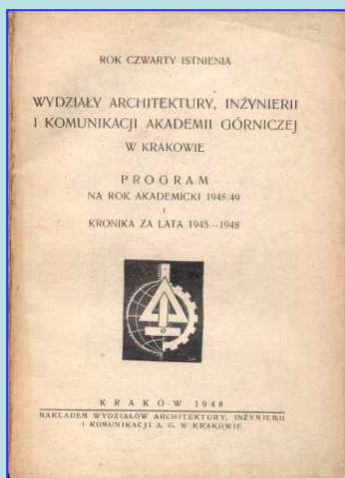 ROK CZWARTY ISTNIENIA
WYDZIAŁY ARCHITEKTURY, INŻYNIERII
I KOMUNIKACJI AKADEMII GÓRNICZEJ
W KRAKOWIE
PROGRAM
NA ROK AKADEMICKI 1948/49
I
KRONIKA ZA LATA 1945—1948
KRAKÓW 1948
NAKŁADEM WYDZIAŁÓW ARCHITEKTURY, INŻYNIERII
I KOMUNIKACJI A. G. W KRAKOWIE